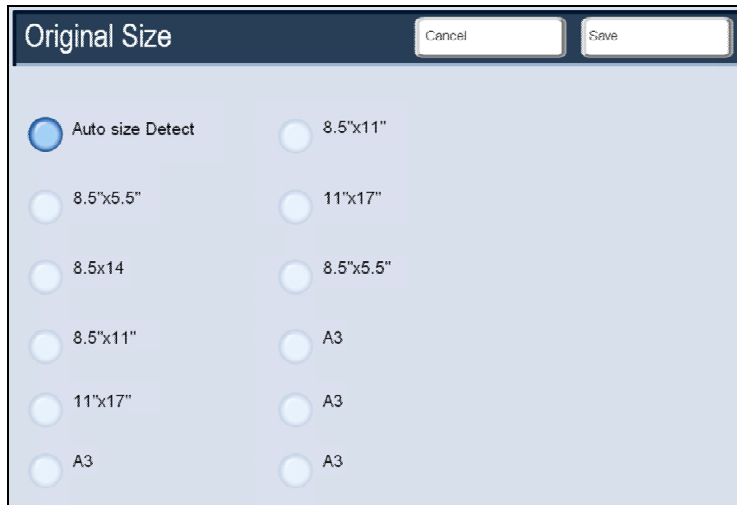 Original Size
Cancel
Save
Auto size Detect
8.5"x11"
8.5"x5.5"
11"x17"
8.5x14
8.5"x5.5"
8.5"x11"
A3
11"x17"
A3
A3
A3